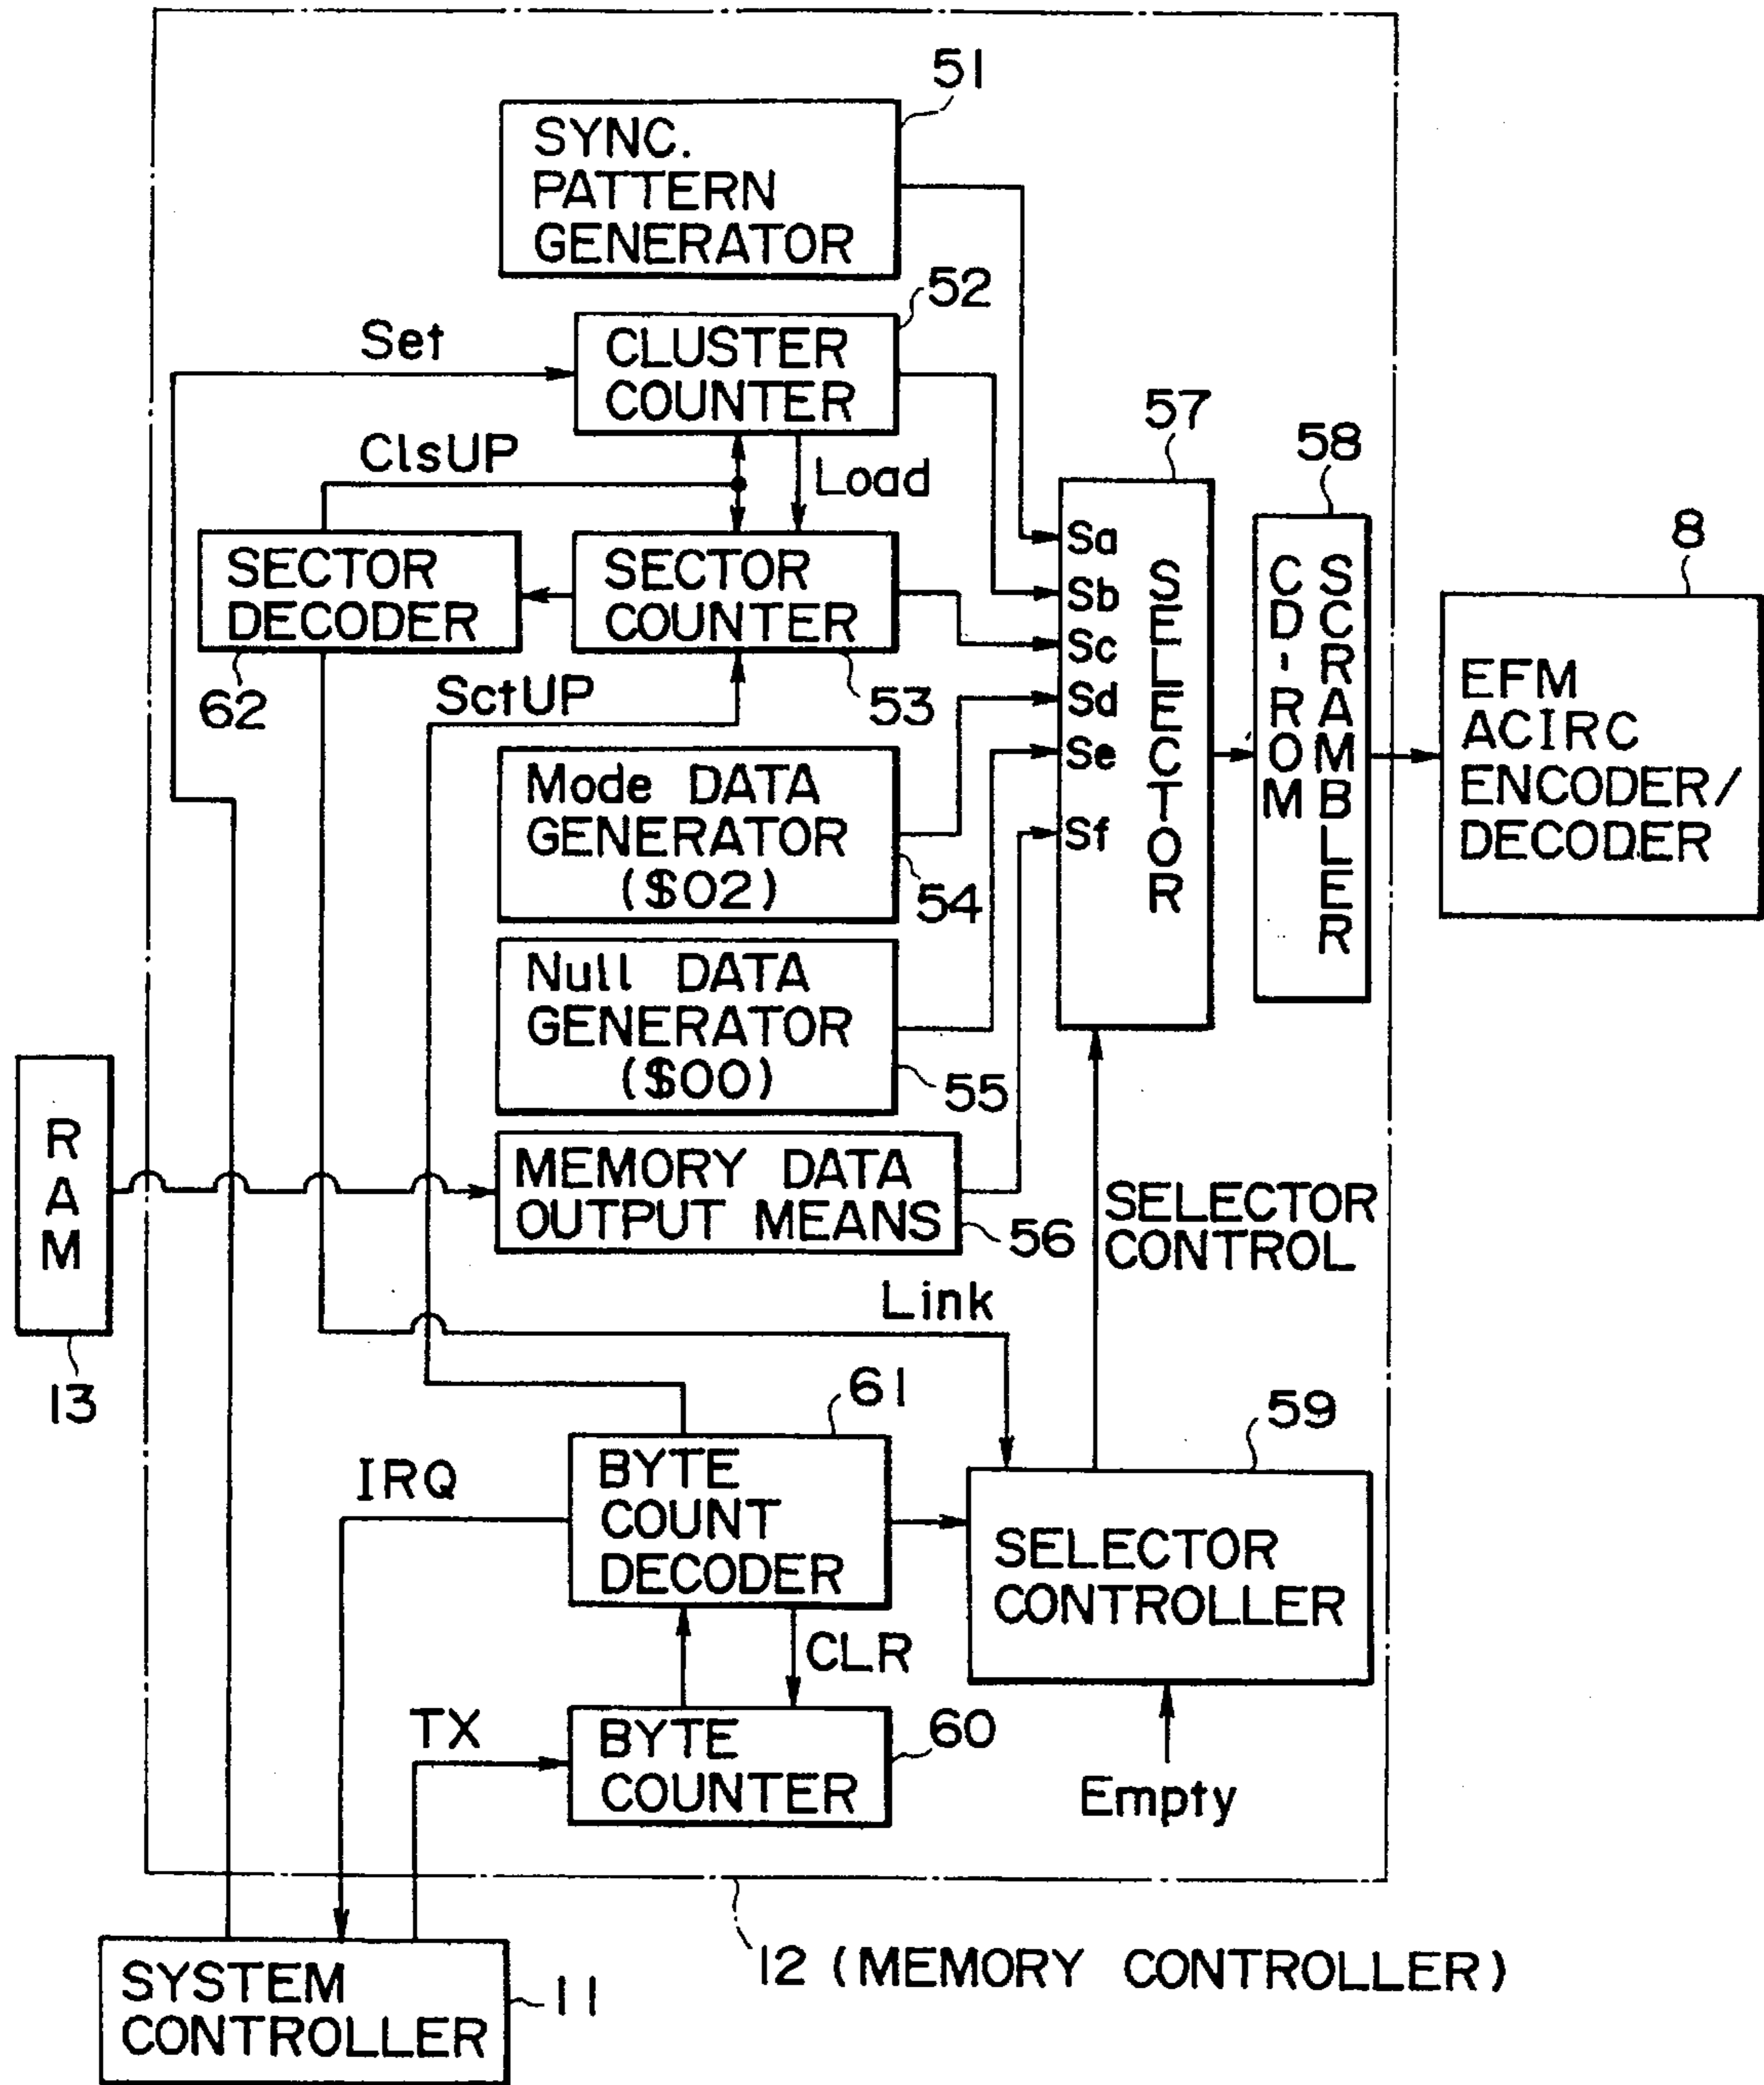 51
SYNC.
PATTERN
GENERATOR
52
Set
CLUSTER
COUNTER
57
58
ClsUP
Load
8
SECTOR
DECODER
SECTOR
COUNTER
62
SctUP
53
Sa
Sb
Sc
Sd
Se
Sf
SELECTOR
CD-ROM
SCRAMBLER
EFM
ACIRC
ENCODER/
DECODER
Mode DATA
GENERATOR
($02)
54
Null DATA
GENERATOR
($00)
55
RAM
13
MEMORY DATA
OUTPUT MEANS
56
SELECTOR
CONTROL
Link
61
59
IRQ
BYTE
COUNT
DECODER
SELECTOR
CONTROLLER
CLR
TX
BYTE
COUNTER
60
Empty
12 (MEMORY CONTROLLER)
SYSTEM
CONTROLLER
11